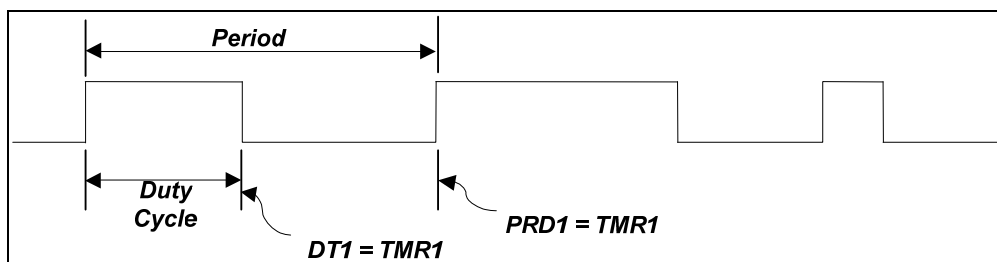 Period
Duty
Cycle
PRD1 = TMR1
DT1 = TMR1